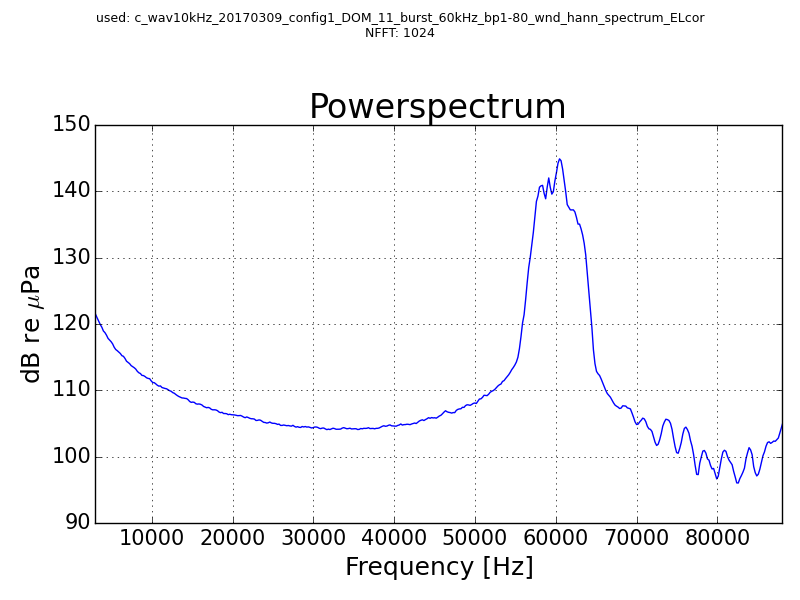 used: c_wav10kHz_20170309_config1_DOM_11_burst_60kHz_bp1-80_wnd_hann_spectrum_ELcor
NFFT: 1024
Powerspectrum
150
140
130
120
110
100
90
dB re μPa
10000 20000 30000 40000 50000 60000 70000 80000
Frequency [Hz]